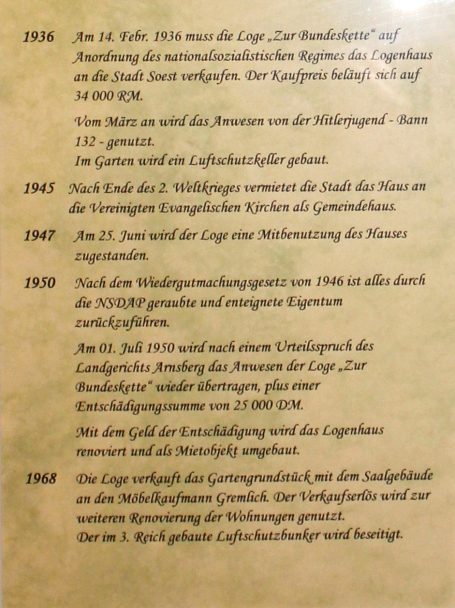 1936 Am 14. Febr. 1936 muss die Loge „Zur Bundeskette“ auf
Anordnung des nationalsozialistischen Regimes das Logenhaus
an die Stadt Soest verkaufen. Der Kaufpreis beläuft sich auf
34 000 RM.
Vom März an wird das Anwesen von der Hitlerjugend - Bann
132 - genutzt.
Im Garten wird ein Luftschutzkeller gebaut.
1945 Nach Ende des 2. Weltkrieges vermietet die Stadt das Haus an
die Vereinigten Evangelischen Kirchen als Gemeindehaus.
1947 Am 25. Juni wird der Loge eine Mitbenutzung des Hauses
zugestanden.
1950 Nach dem Wiedergutmachungsgesetz von 1946 ist alles durch
die NSDAP geraubte und enteignete Eigentum
zurückzuführen.
Am 01. Juli 1950 wird nach einem Urteilsspruch des
Landgerichts Arnsberg das Anwesen der Loge „Zur
Bundeskette“ wieder übertragen, plus einer
Entschädigungssumme von 25 000 DM.
Mit dem Geld der Entschädigung wird das Logenhaus
renoviert und als Mietobjekt umgebaut.
1968 Die Loge verkauft das Gartengrundstück mit dem Saalgebäude
an den Möbelkaufmann Gremlich. Der Verkaufserlös wird zur
weiteren Renovierung der Wohnungen genutzt.
Der im 3. Reich gebaute Luftschutzbunker wird beseitigt.